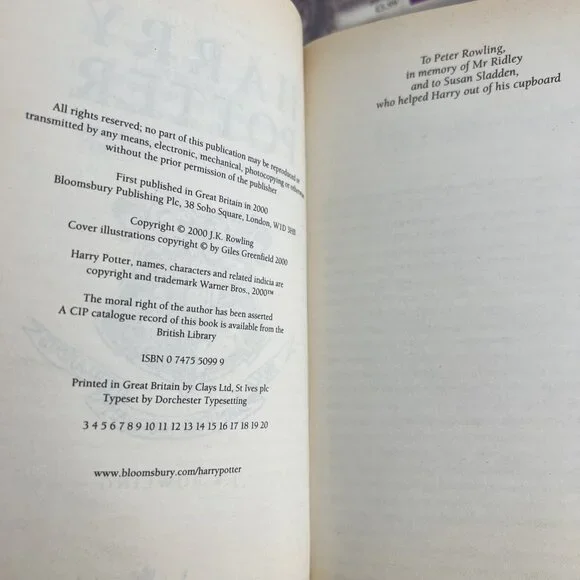 HARRY
POTTER
All rights reserved; no part of this publication may be reproduced or
transmitted by any means, electronic, mechanical, photocopying or otherwise
without the prior permission of the publisher
First published in Great Britain in 2000
Bloomsbury Publishing Plc, 38 Soho Square, London, W1D 3HB
Copyright © 2000 J.K. Rowling
Cover illustrations copyright © by Giles Greenfield 2000
Harry Potter, names, characters and related indicia are
copyright and trademark Warner Bros., 2000™
The moral right of the author has been asserted
A CIP catalogue record of this book is available from the
British Library
ISBN 0 7475 5099 9
Printed in Great Britain by Clays Ltd, St Ives plc
Typeset by Dorchester Typesetting
3 4 5 6 7 8 9 10 11 12 13 14 15 16 17 18 19 20
www.bloomsbury.com/harrypotter
To Peter Rowling,
in memory of Mr Ridley
and to Susan Sladden,
who helped Harry out of his cupboard